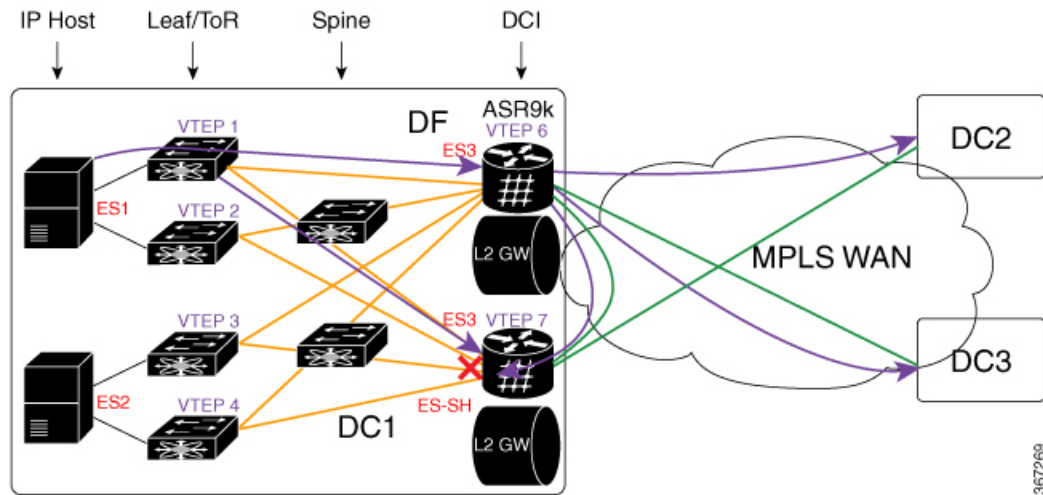 IP Host
Leaf/ToR
Spine
DCI
ASR9k
VTEP 1
DF
VTEP 6
ES3
DC2
ES1
VTEP 2
L2 GW
MPLS WAN
VTEP 3
ES3
VTEP 7
DC3
ES2
VTEP 4
ES-SH
DC1
L2 GW
367269